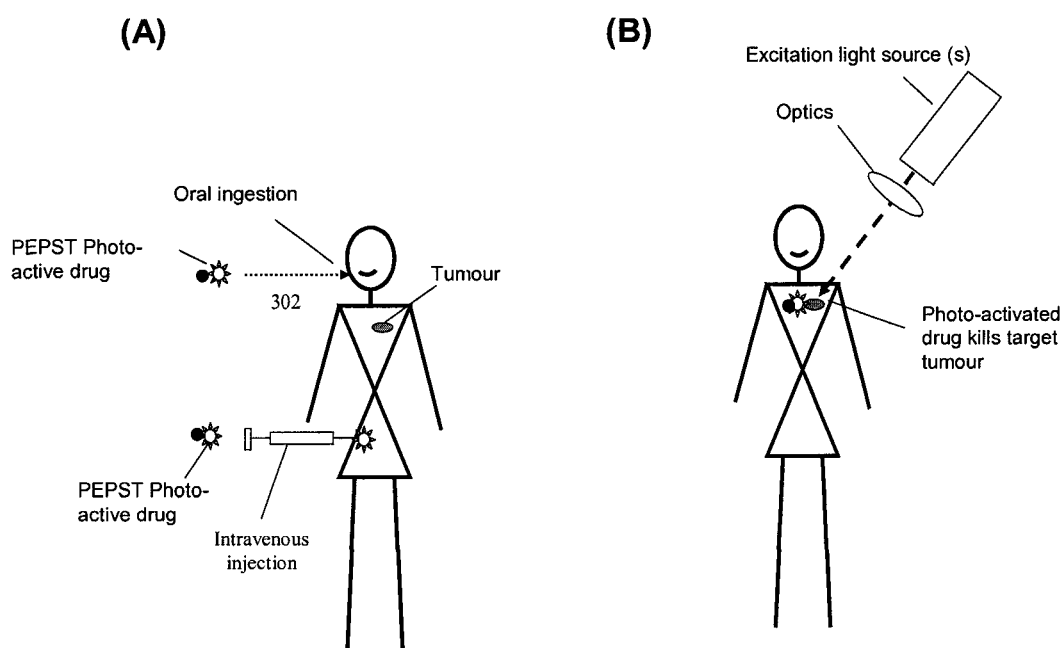 (A)
Oral ingestion
PEPST Photo-
active drug
302
Tumour
PEPST Photo-
active drug
Intravenous
injection
(B)
Excitation light source (s)
Optics
Photo-activated
drug kills target
tumour